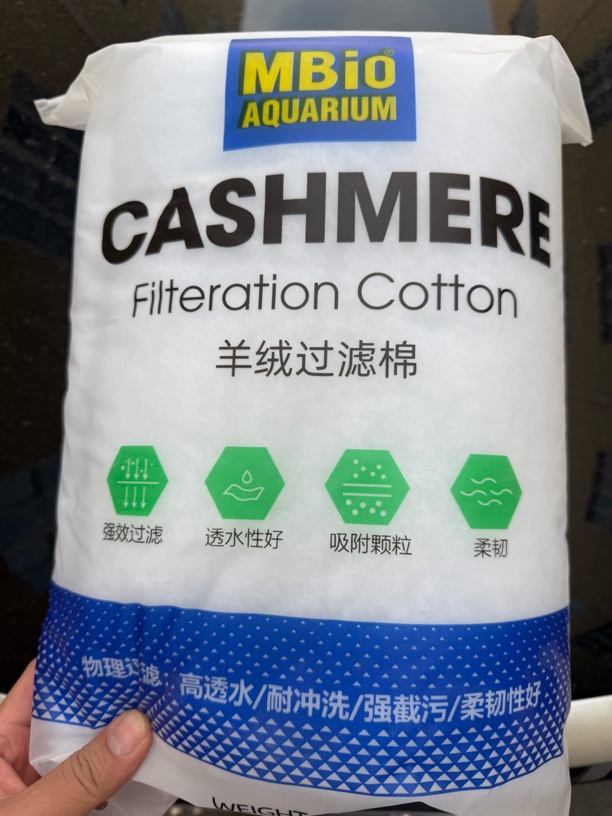 MBiO®
AQUARIUM
CASHMERE
Filteration Cotton
羊绒过滤棉
强效过滤
透水性好
吸附颗粒
柔韧
物理过滤
高透水/耐冲洗/强截污/柔韧性好
WEIGHT